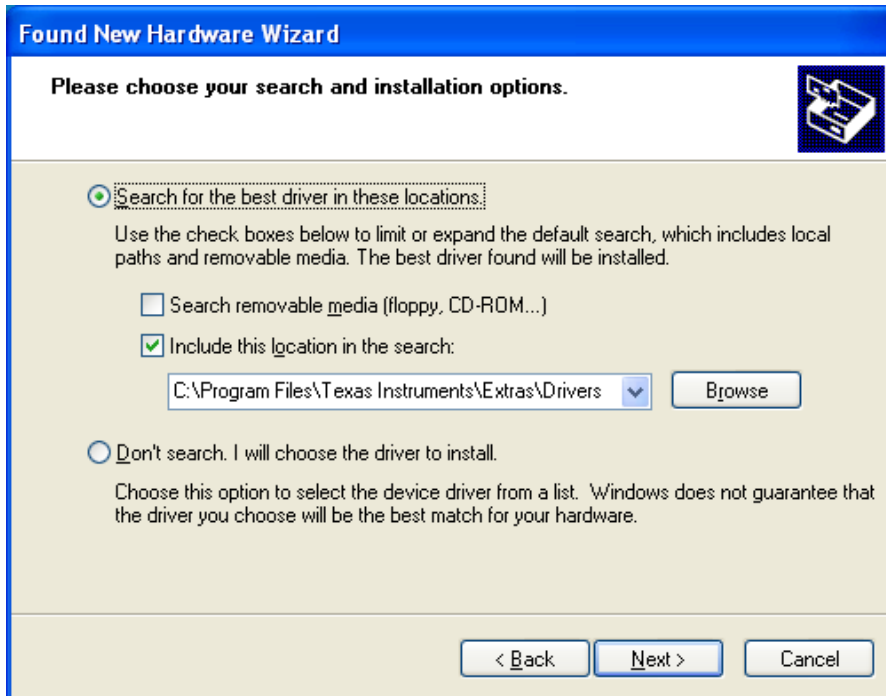 Found New Hardware Wizard
Please choose your search and installation options.
Search for the best driver in these locations.
Use the check boxes below to limit or expand the default search, which includes local
paths and removable media. The best driver found will be installed.
Search removable media (floppy, CD-ROM...)
Include this location in the search:
C:\Program Files\Texas Instruments\Extras\Drivers
Browse
Don't search. I will choose the driver to install.
Choose this option to select the device driver from a list. Windows does not guarantee that
the driver you choose will be the best match for your hardware.
< Back
Next >
Cancel